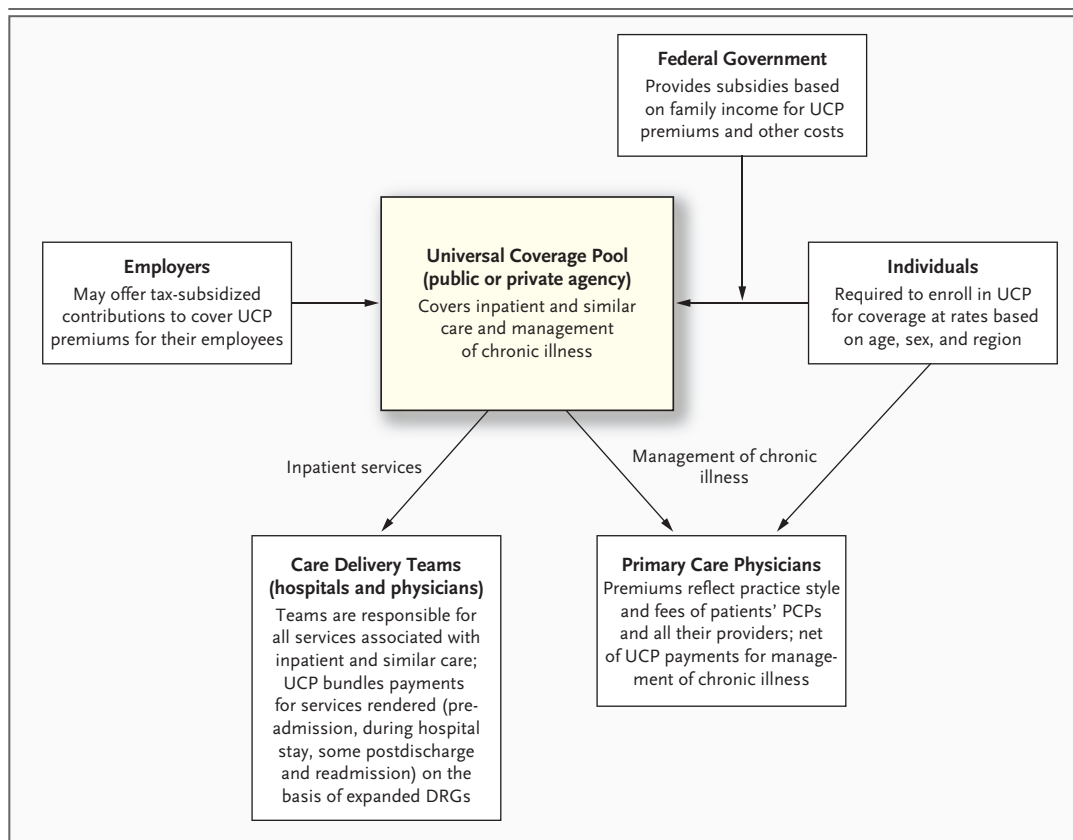 Federal Government
Provides subsidies based
on family income for UCP
premiums and other costs
Employers
May offer tax-subsidized
contributions to cover UCP
premiums for their employees
Universal Coverage Pool
(public or private agency)
Covers inpatient and similar
care and management
of chronic illness
Individuals
Required to enroll in UCP
for coverage at rates based
on age, sex, and region
Inpatient services
Management of chronic
illness
Care Delivery Teams
(hospitals and physicians)
Teams are responsible for
all services associated with
inpatient and similar care;
UCP bundles payments
for services rendered (pre-
admission, during hospital
stay, some postdischarge
and readmission) on the
basis of expanded DRGs
Primary Care Physicians
Premiums reflect practice style
and fees of patients’ PCPs
and all their providers; net
of UCP payments for manage-
ment of chronic illness